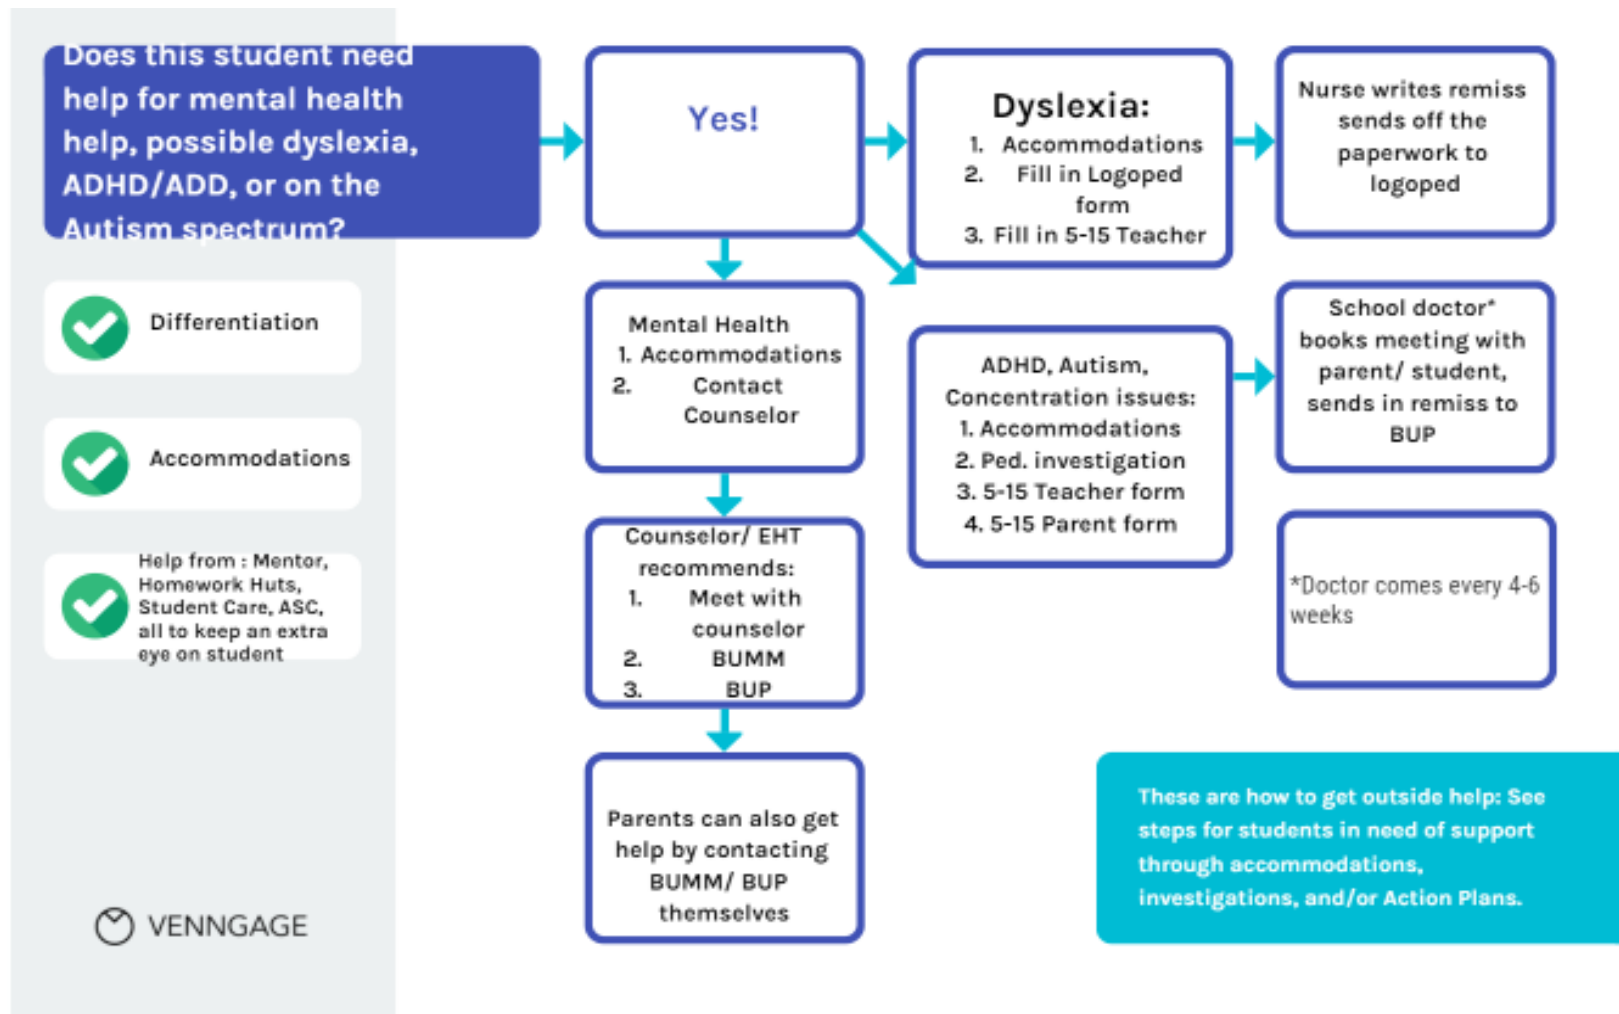 Does this student need
help for mental health
help, possible dyslexia,
ADHD/ADD, or on the
Autism spectrum?
Differentiation
Accommodations
Help from : Mentor,
Homework Huts,
Student Care, ASC,
all to keep an extra
eye on student
VENNGAGE
Yes!
Mental Health
1. Accommodations
2. Contact
Counselor
Counselor/ EHT
recommends:
1. Meet with
counselor
2. BUMM
3. BUP
Parents can also get
help by contacting
BUMM/ BUP
themselves
Dyslexia:
1. Accommodations
2. Fill in Logoped
form
3. Fill in 5-15 Teacher
ADHD, Autism,
Concentration issues:
1. Accommodations
2. Ped. investigation
3. 5-15 Teacher form
4. 5-15 Parent form
Nurse writes remiss
sends off the
paperwork to
logoped
School doctor*
books meeting with
parent/ student,
sends in remiss to
BUP
*Doctor comes every 4-6
weeks
These are how to get outside help: See
steps for students in need of support
through accommodations,
investigations, and/or Action Plans.